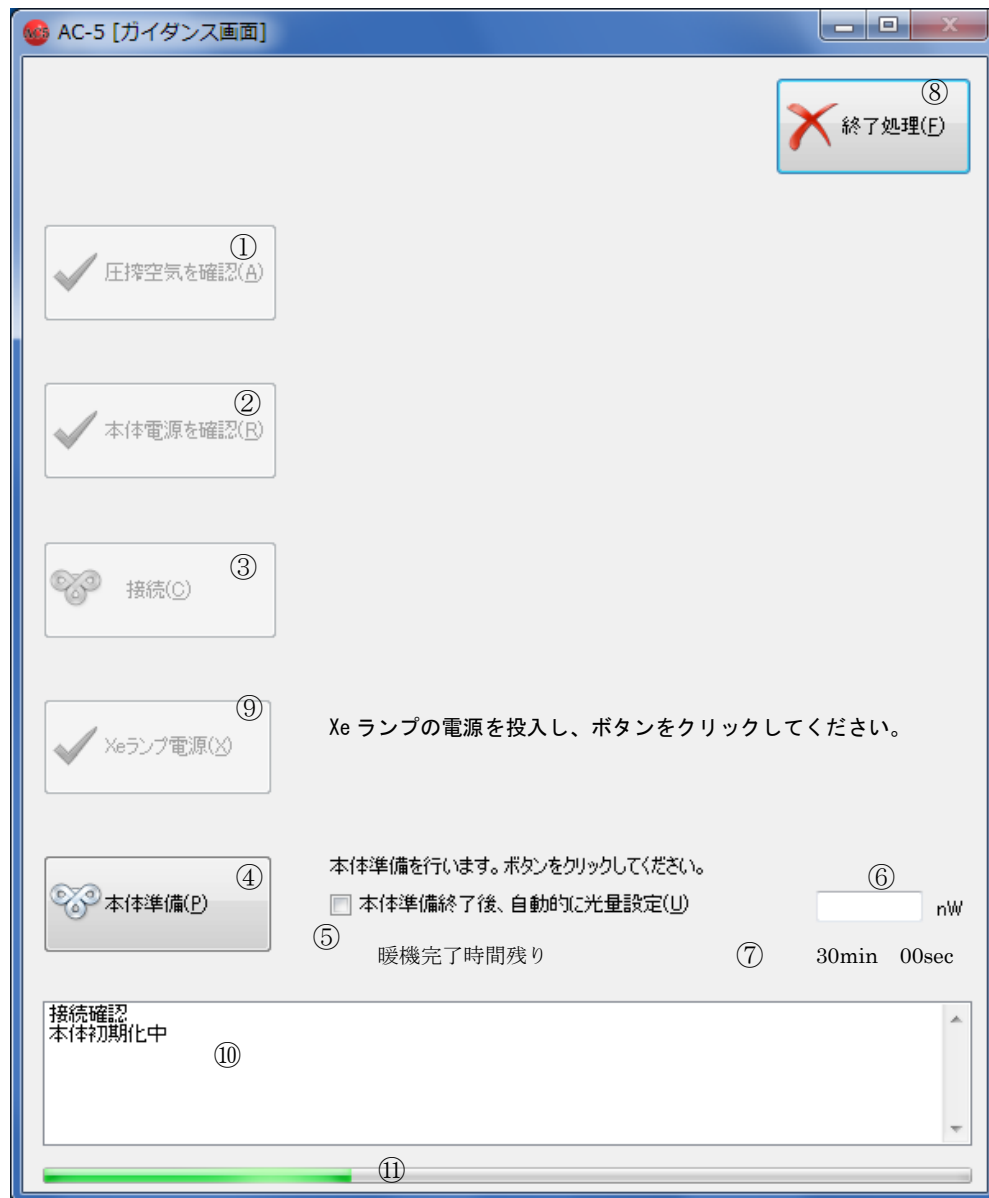 AC-5 [ガイダンス画面]
⑧
終了処理(F)
①
圧搾空気を確認(A)
②
本体電源を確認(R)
③
接続(C)
⑨
Xeランプ電源(X)
Xe ランプの電源を投入し、ボタンをクリックしてください。
④
本体準備(P)
本体準備を行います。ボタンをクリックしてください。
⑥
本体準備終了後、自動的に光量設定(U)
nW
⑤
暖機完了時間残り
⑦
30min 00sec
接続確認
本体初期化中
⑩
⑪